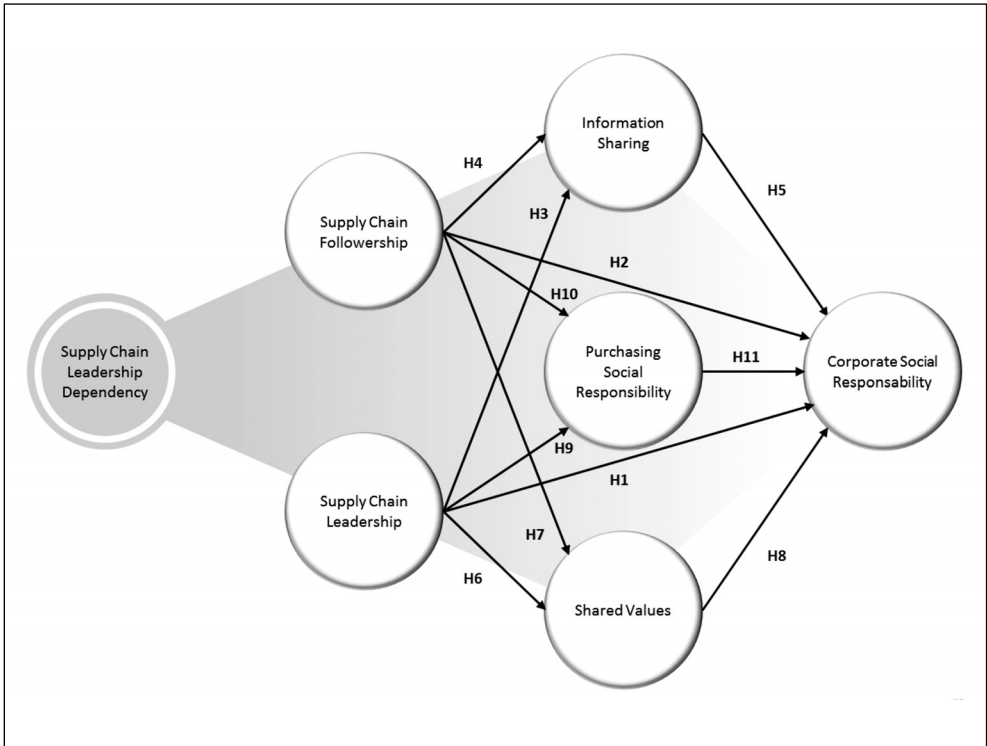 Information
Sharing
H4
H5
Supply Chain
Followership
H3
H2
H10
Supply Chain
Leadership
Dependency
Purchasing
Social
Responsibility
H11
Corporate Social
Responsability
H9
H1
Supply Chain
Leadership
H7
H6
H8
Shared Values